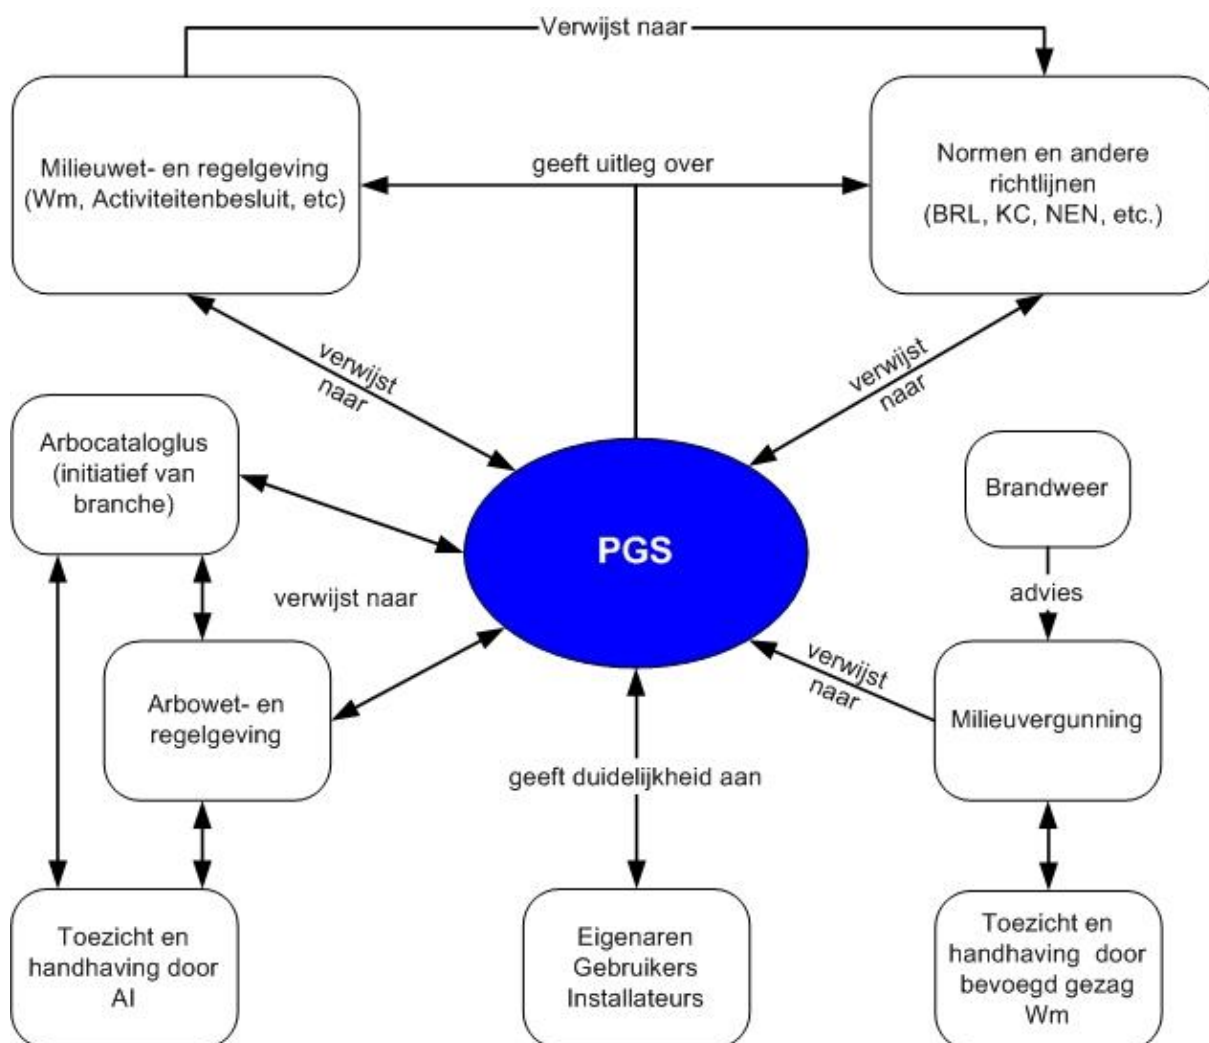 Verwijst naar
Milieuwet- en regelgeving
(Wm, Activiteitenbesluit, etc)
geeft uitleg over
Normen en andere
richtlijnen
(BRL, KC, NEN, etc.)
verwijst
naar
verwijst
naar
Arbocataloglus
(initiatief van
branche)
PGS
Brandweer
advies
verwijst naar
verwijst
naar
Arbowet- en
regelgeving
Milieuvergunning
geeft duidelijkheid aan
Toezicht en
handhaving door
AI
Eigenaren
Gebruikers
Installateurs
Toezicht en
handhaving door
bevoegd gezag
Wm